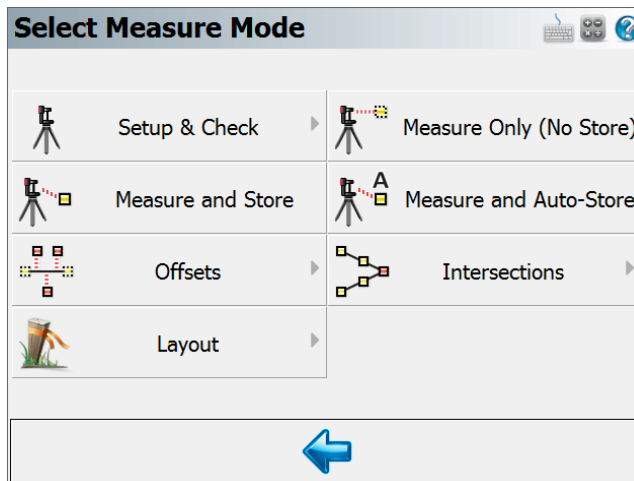 Select Measure Mode
Setup & Check
Measure Only (No Store)
Measure and Store
A
Measure and Auto-Store
Offsets
Intersections
Layout